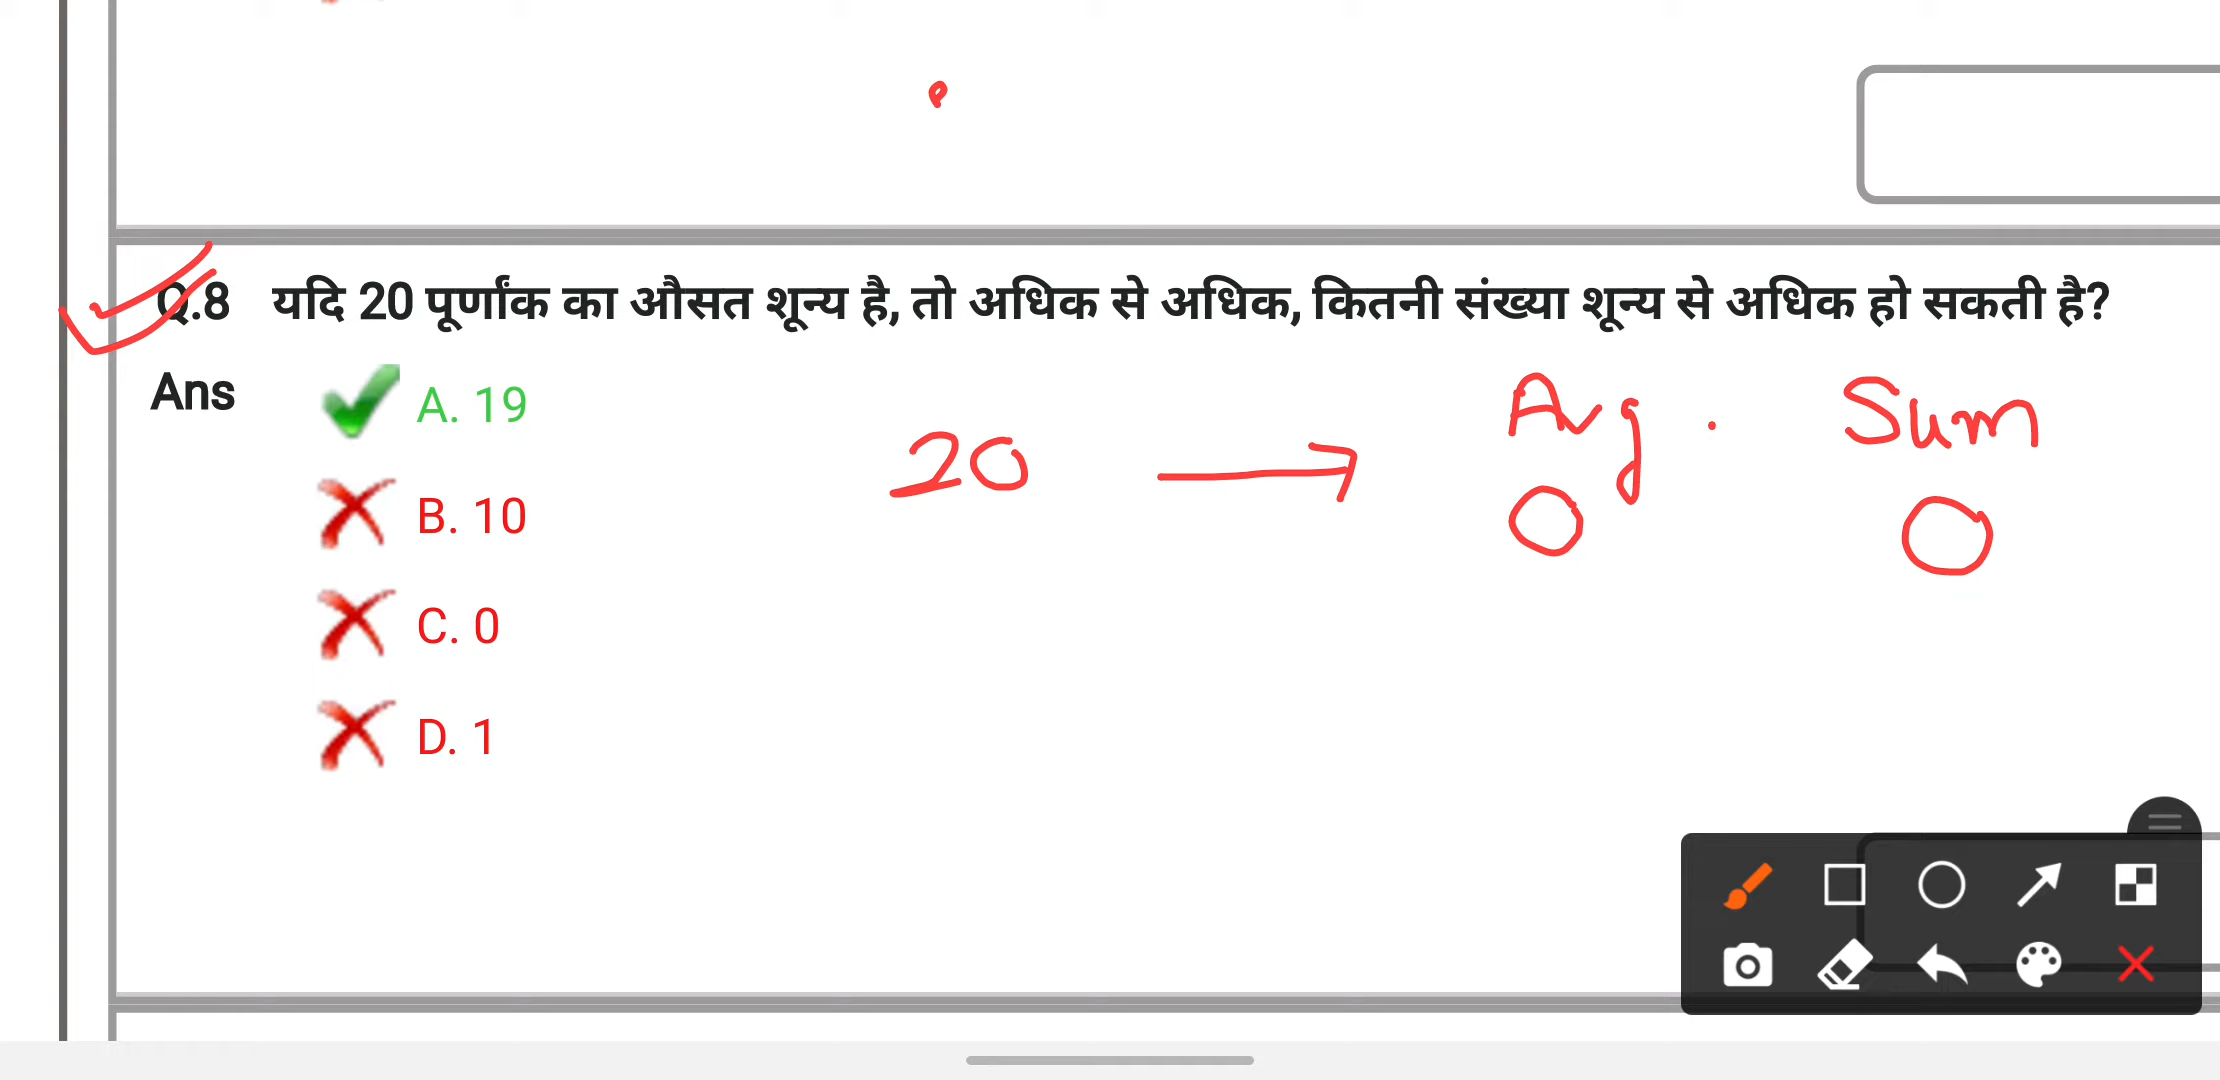 Q.8 यदि 20 पूर्णांक का औसत शून्य है, तो अधिक से अधिक, कितनी संख्या शून्य से अधिक हो सकती है?
Ans A. 19
B. 10
C. 0
D. 1
20 → Avg. Sum
0 0